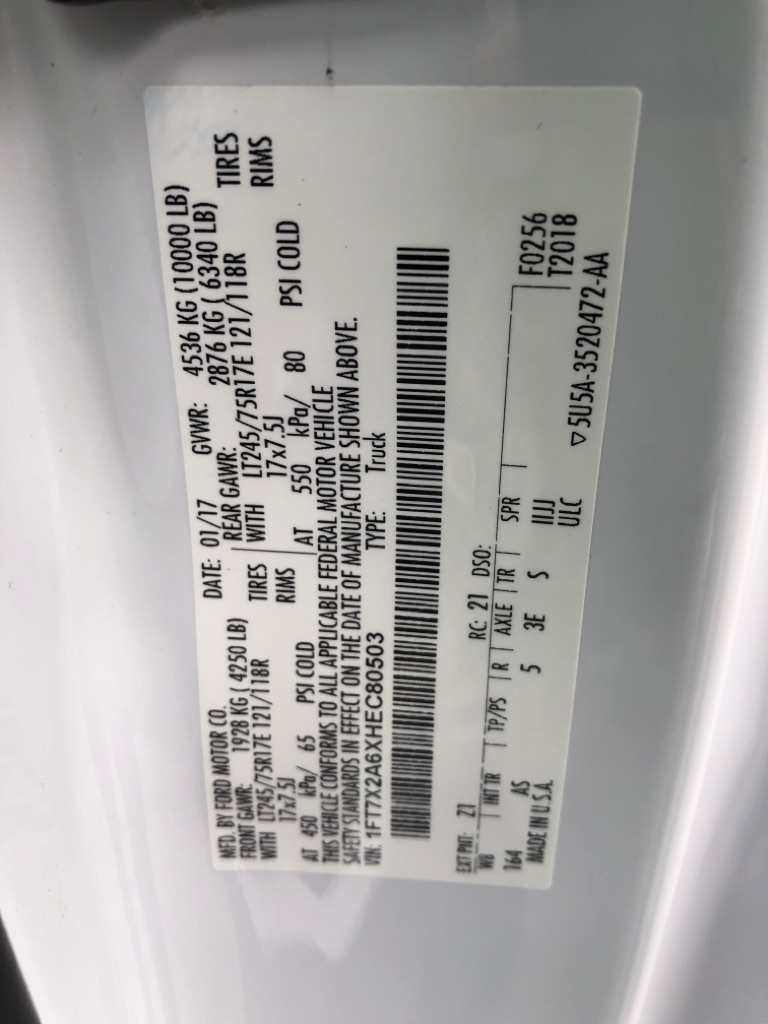 MFD. BY FORD MOTOR CO. DATE: 01/17 GVWR: 4536 KG (10000 LB)
FRONT GAWR: 1928 KG ( 4250 LB) REAR GAWR: 2876 KG ( 6340 LB)
WITH LT245/75R17E 121/118R TIRES WITH LT245/75R17E 121/118R TIRES
17x7.5J RIMS 17x7.5J RIMS
AT 450 kPa/ 65 PSI COLD AT 550 kPa/ 80 PSI COLD
THIS VEHICLE CONFORMS TO ALL APPLICABLE FEDERAL MOTOR VEHICLE
SAFETY STANDARDS IN EFFECT ON THE DATE OF MANUFACTURE SHOWN ABOVE.
VIN: 1FT7X2A6XHEC80503 TYPE: Truck
EXT PNT: Z1 RC: 21 DSO: F0256
WB INT TR TP/PS R AXLE TR SPR T2018
164 AS 5 3E S IIJJ
MADE IN U.S.A. ULC ▽5U5A-3520472-AA